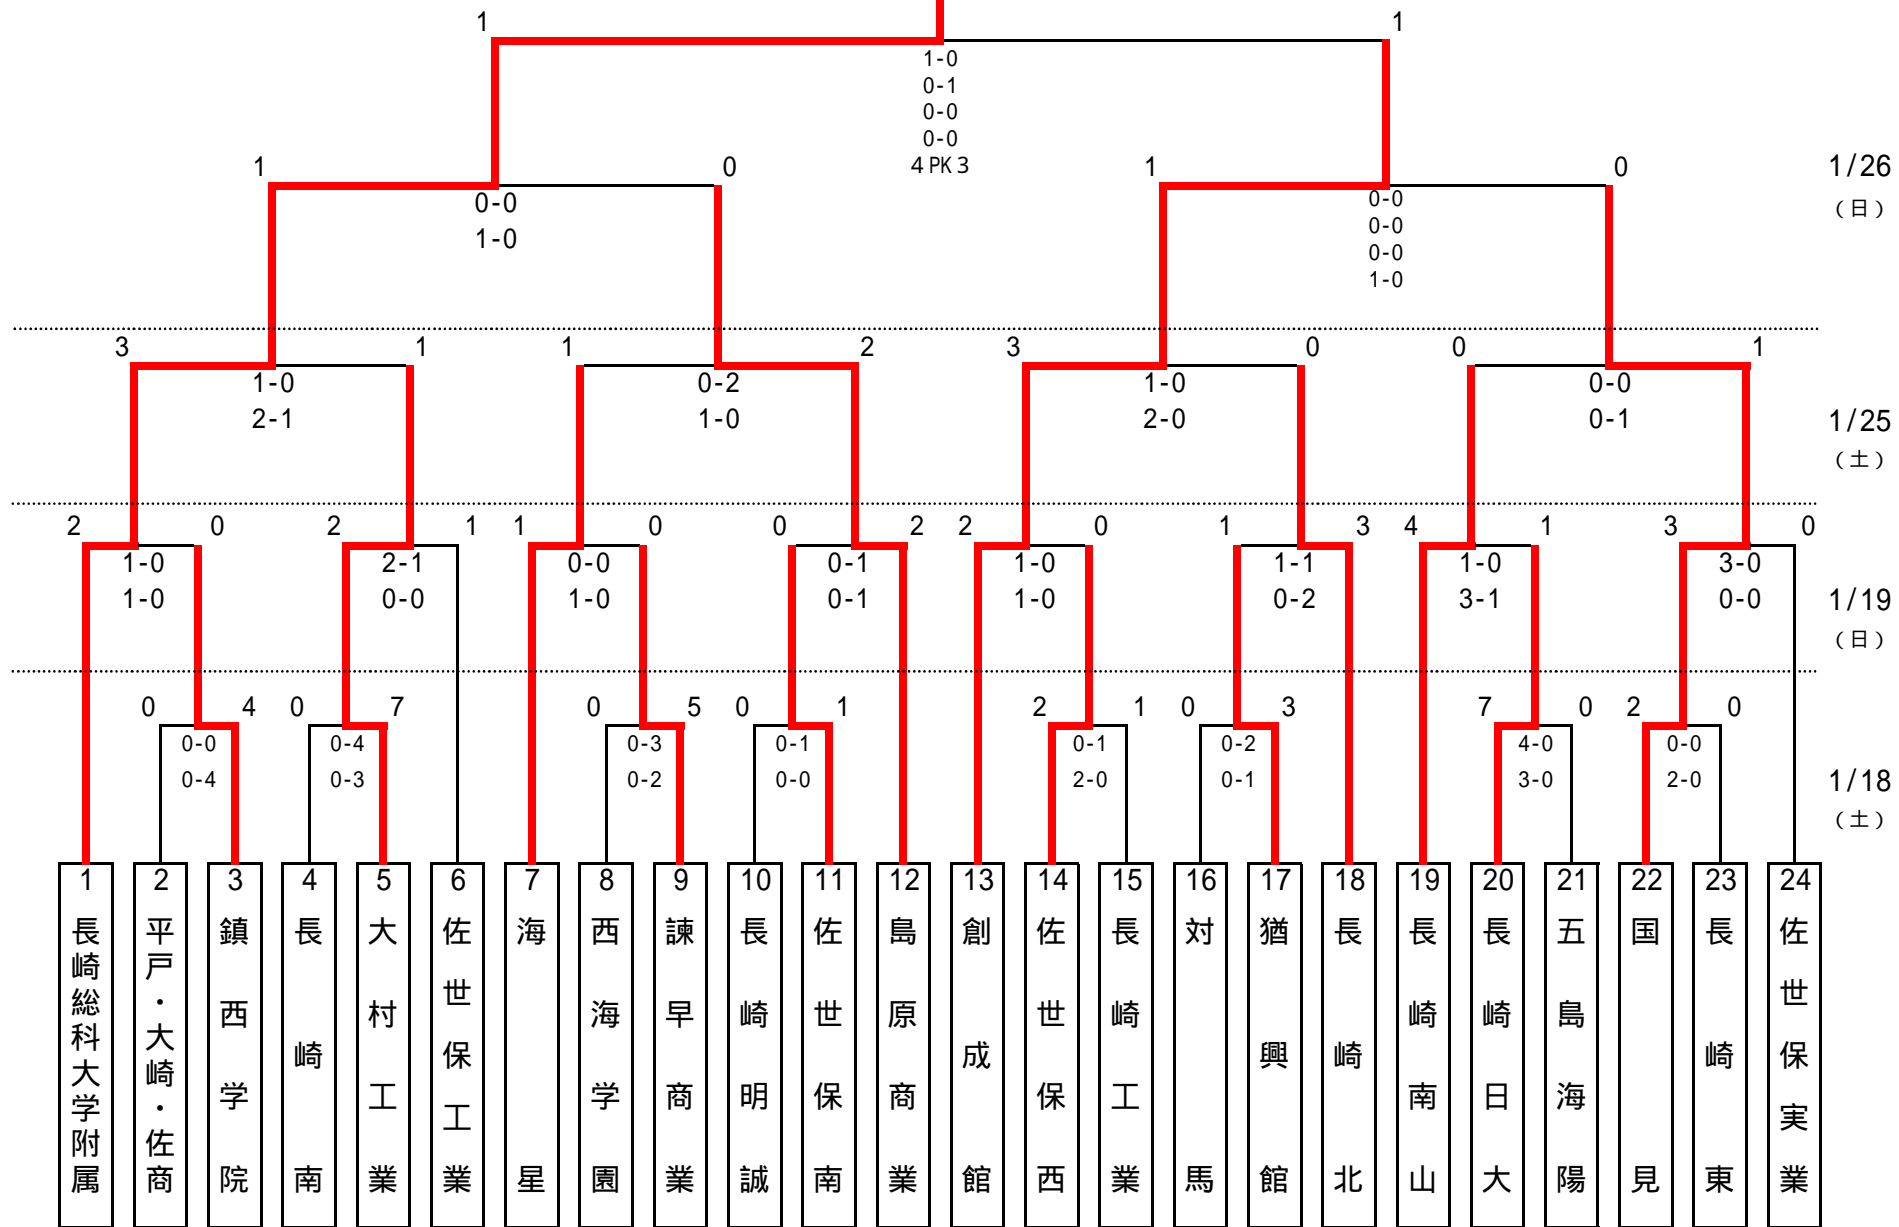 1 1
1-0
0-1
0-0
0-0
4 PK 3
1 0 1 0 1/26
(日)
0-0 0-0
1-0 0-0
0-0
1-0
3 1 1 2 3 0 0 1
1-0 0-2 1-0 0-0
2-1 1-0 2-0 0-1 1/25
(土)
2 0 2 1 1 0 0 2 2 0 1 3 4 1 3 0
1-0 2-1 0-0 0-1 1-0 1-1 1-0 3-0
1-0 0-0 1-0 0-1 1-0 0-2 3-1 0-0 1/19
(日)
0 4 0 7 0 5 0 1 2 1 0 3 7 0 2 0
0-0 0-4 0-3 0-1 0-1 0-2 4-0 0-0
0-4 0-3 0-2 0-0 2-0 0-1 3-0 2-0 1/18
(土)
1 長崎総科大学附属
2 平戸・大崎・佐商
3 鎮西学院
4 長崎南
5 大村工業
6 佐世保工業
7 海星
8 西海学園
9 諫早商業
10 長崎明誠
11 佐世保南
12 島原商業
13 創成館
14 佐世保西
15 長崎工業
16 対馬
17 猶興館
18 長崎北
19 長崎南山
20 長崎日大
21 五島海陽
22 国見
23 長崎東
24 佐世保実業